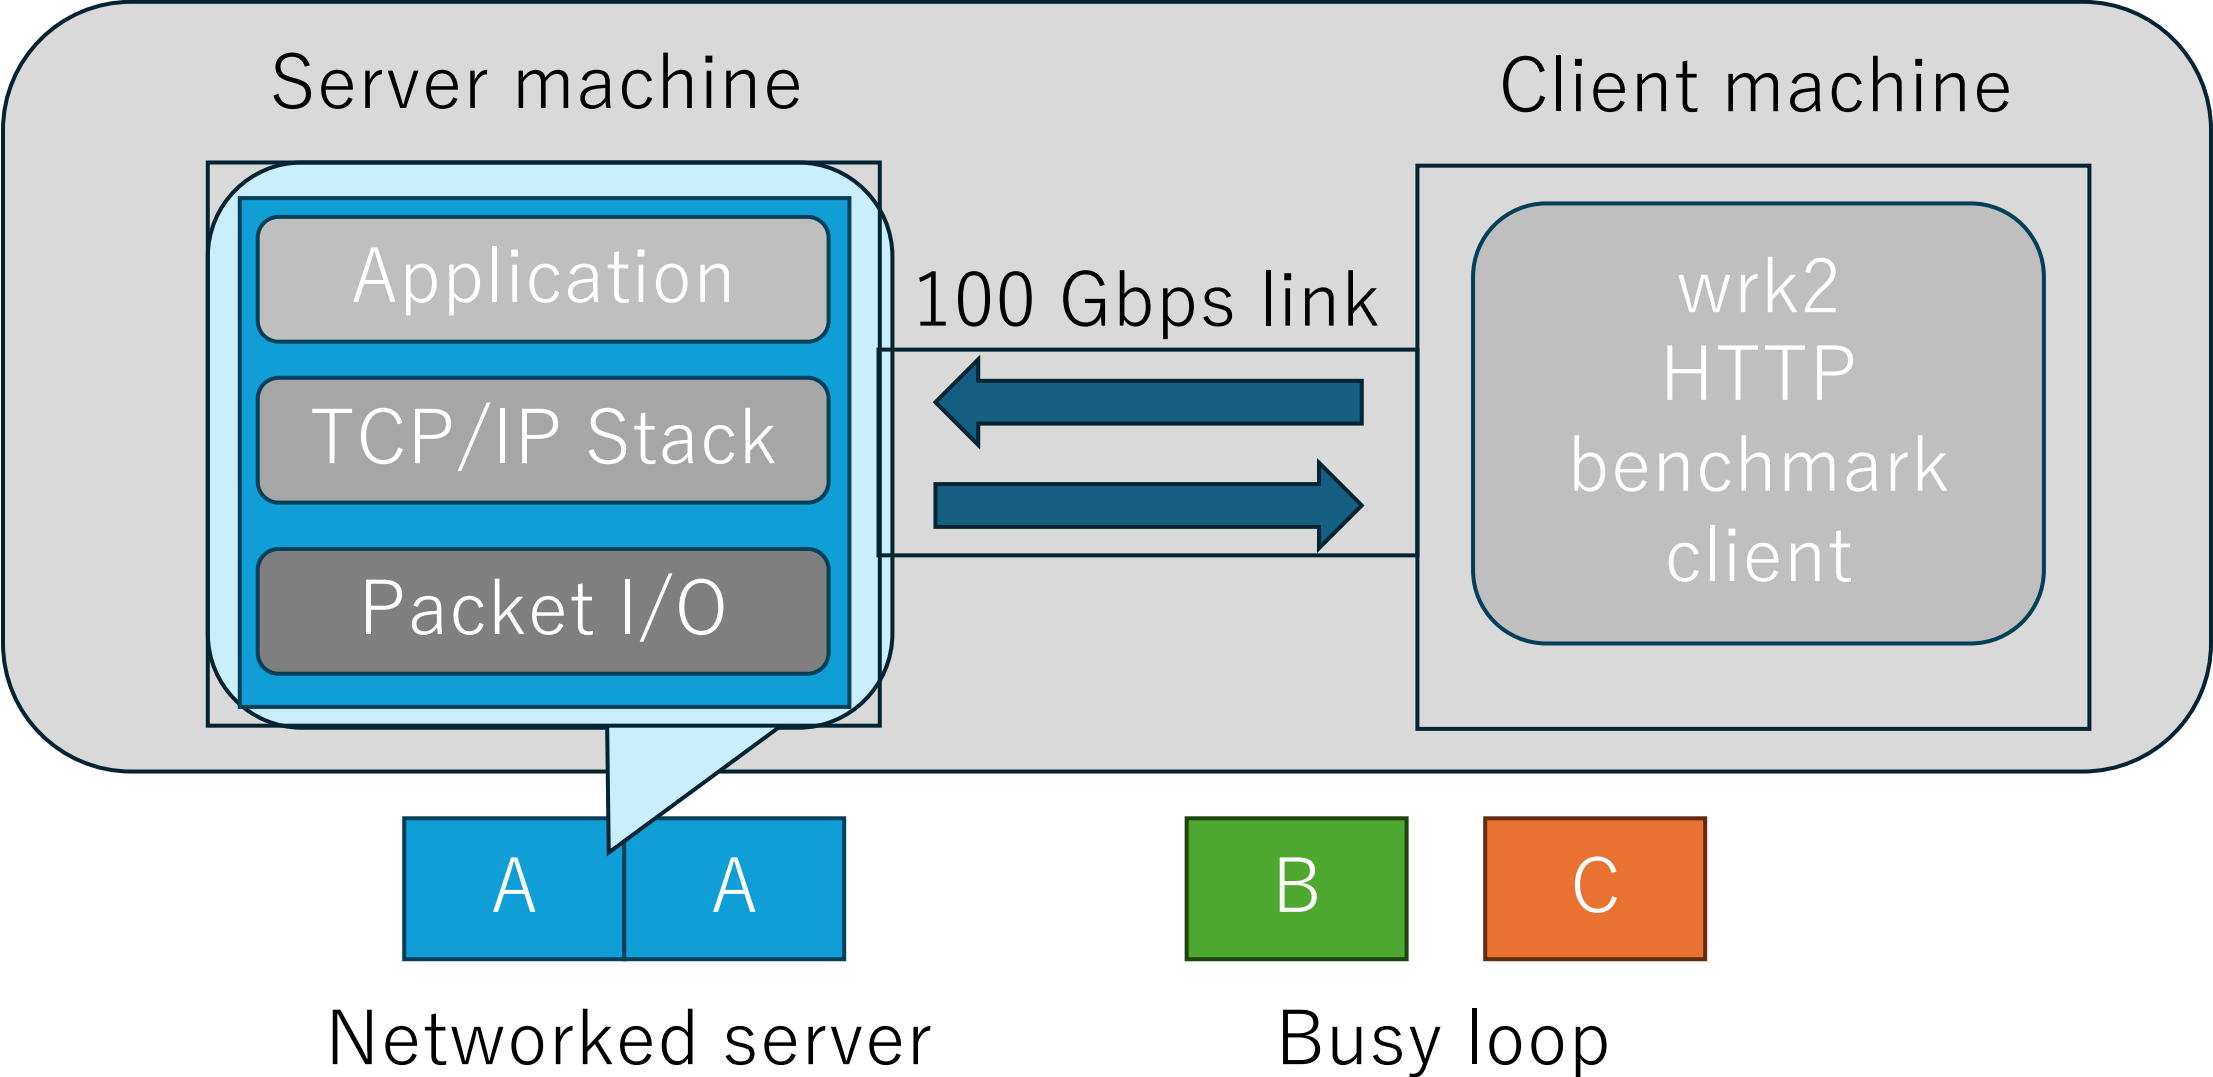 Server machine
Client machine
Application
TCP/IP Stack
Packet I/O
100 Gbps link
wrk2
HTTP
benchmark
client
A
A
B
C
Networked server
Busy loop